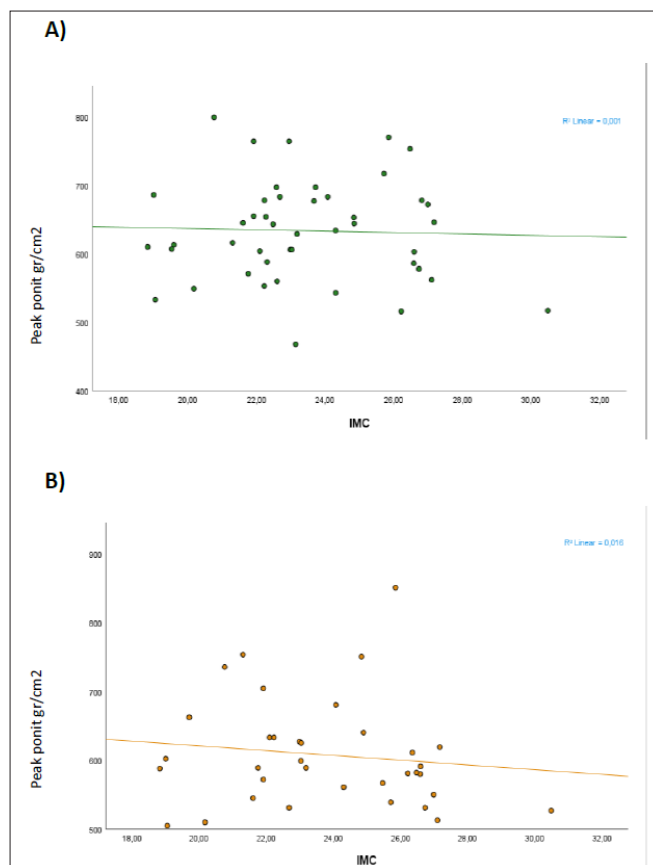 A)
R² Linear = 0,001
800
700
600
500
400
Peak ponit gr/cm2
18,00 20,00 22,00 24,00 26,00 28,00 30,00 32,00
IMC
B)
R² Linear = 0,016
900
800
700
600
500
Peak ponit gr/cm2
18,00 20,00 22,00 24,00 26,00 28,00 30,00 32,00
IMC